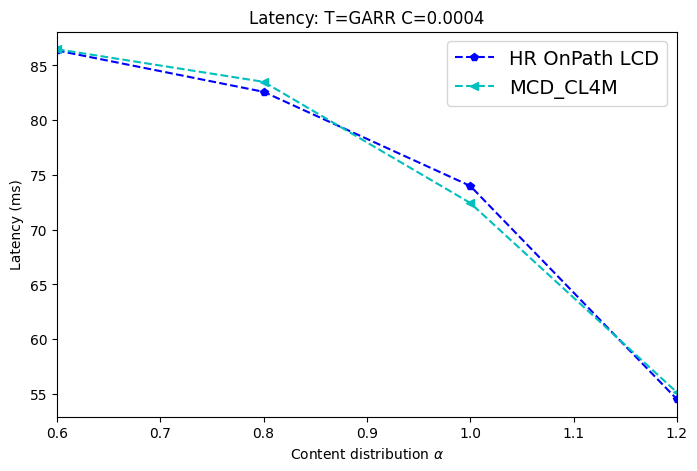 Latency: T=GARR C=0.0004
HR OnPath LCD
MCD_CL4M
85
80
75
70
65
60
55
Latency (ms)
0.6
0.7
0.8
0.9
1.0
1.1
1.2
Content distribution α